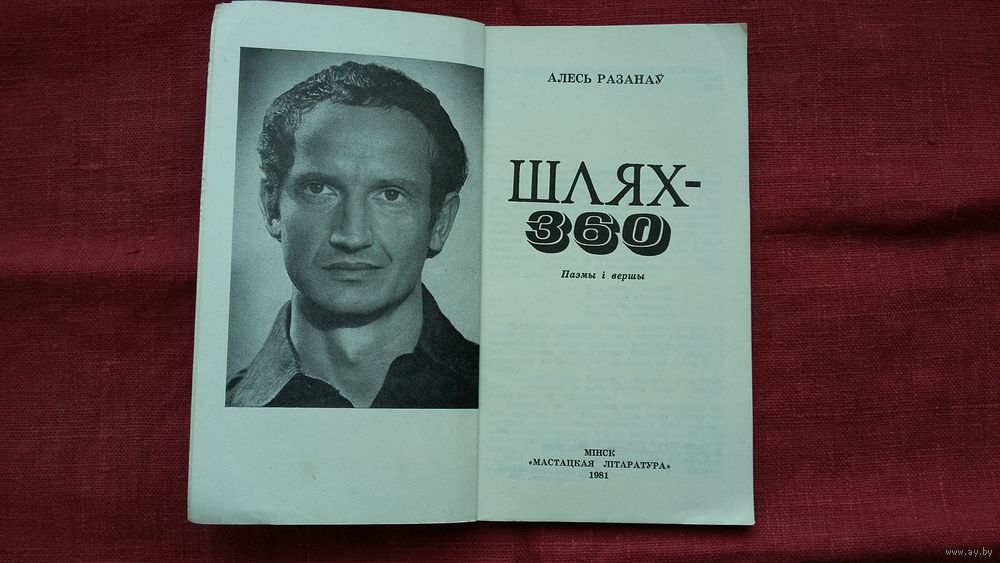 АЛЕСЬ РАЗАНАЎ
ШЛЯХ-
360
Паэмы і вершы
МІНСК
«МАСТАЦКАЯ ЛІТАРАТУРА»
1981
www.ay.by